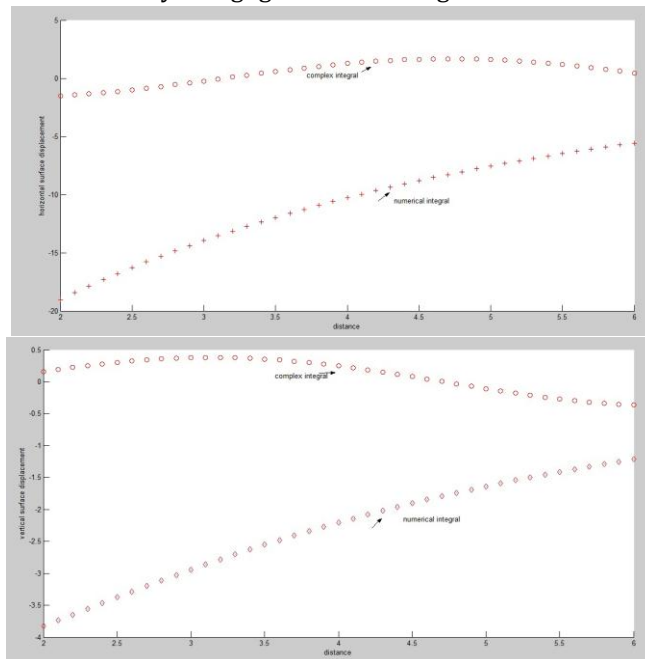 5
0
complex integral
-5
horizontal surface displacement
-10
numerical integral
-15
-20
2 2.5 3 3.5 4 4.5 5 5.5 6
distance
0.5
0
complex integral
-0.5
-1
-1.5
vertical surface displacement
-2
numerical integral
-2.5
-3
-3.5
-4
2 2.5 3 3.5 4 4.5 5 5.5 6
distance